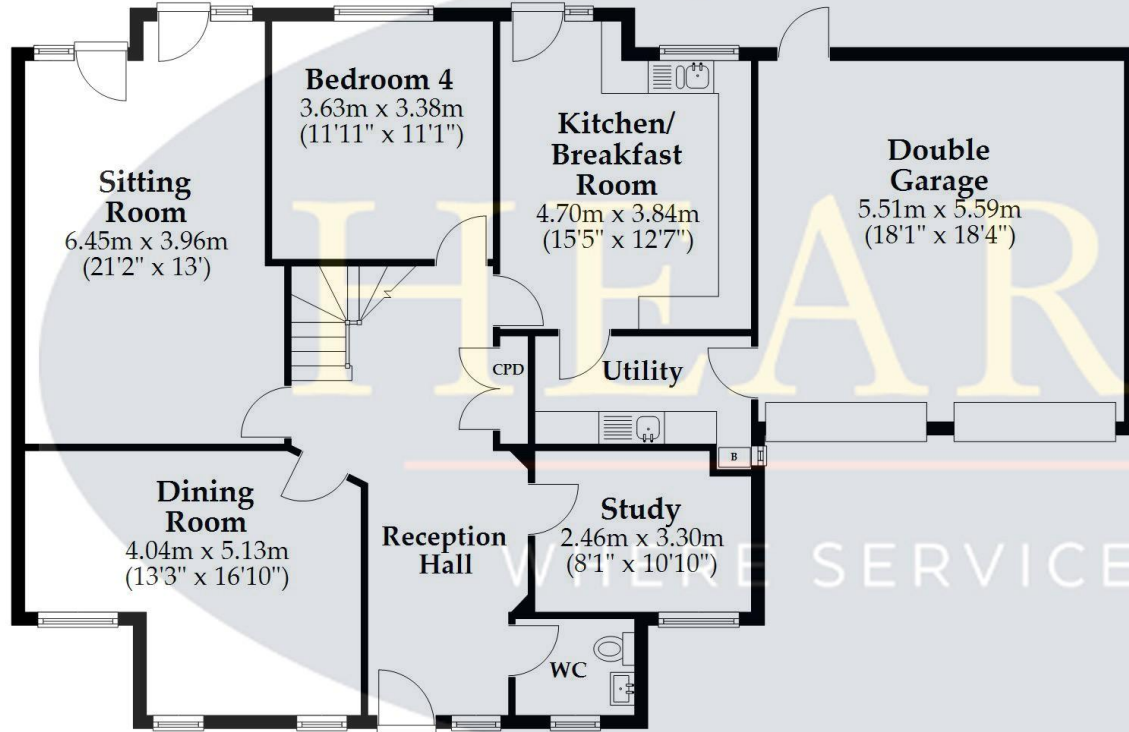 Bedroom 4
3.63m x 3.38m
(11'11" x 11'1")
Kitchen/
Breakfast
Room
4.70m x 3.84m
(15'5" x 12'7")
Double
Garage
5.51m x 5.59m
(18'1" x 18'4")
Sitting
Room
6.45m x 3.96m
(21'2" x 13')
HEAR
CPD
Utility
B
Dining
Room
4.04m x 5.13m
(13'3" x 16'10")
Reception
Hall
Study
2.46m x 3.30m
(8'1" x 10'10")
WHERE SERVICE
WC